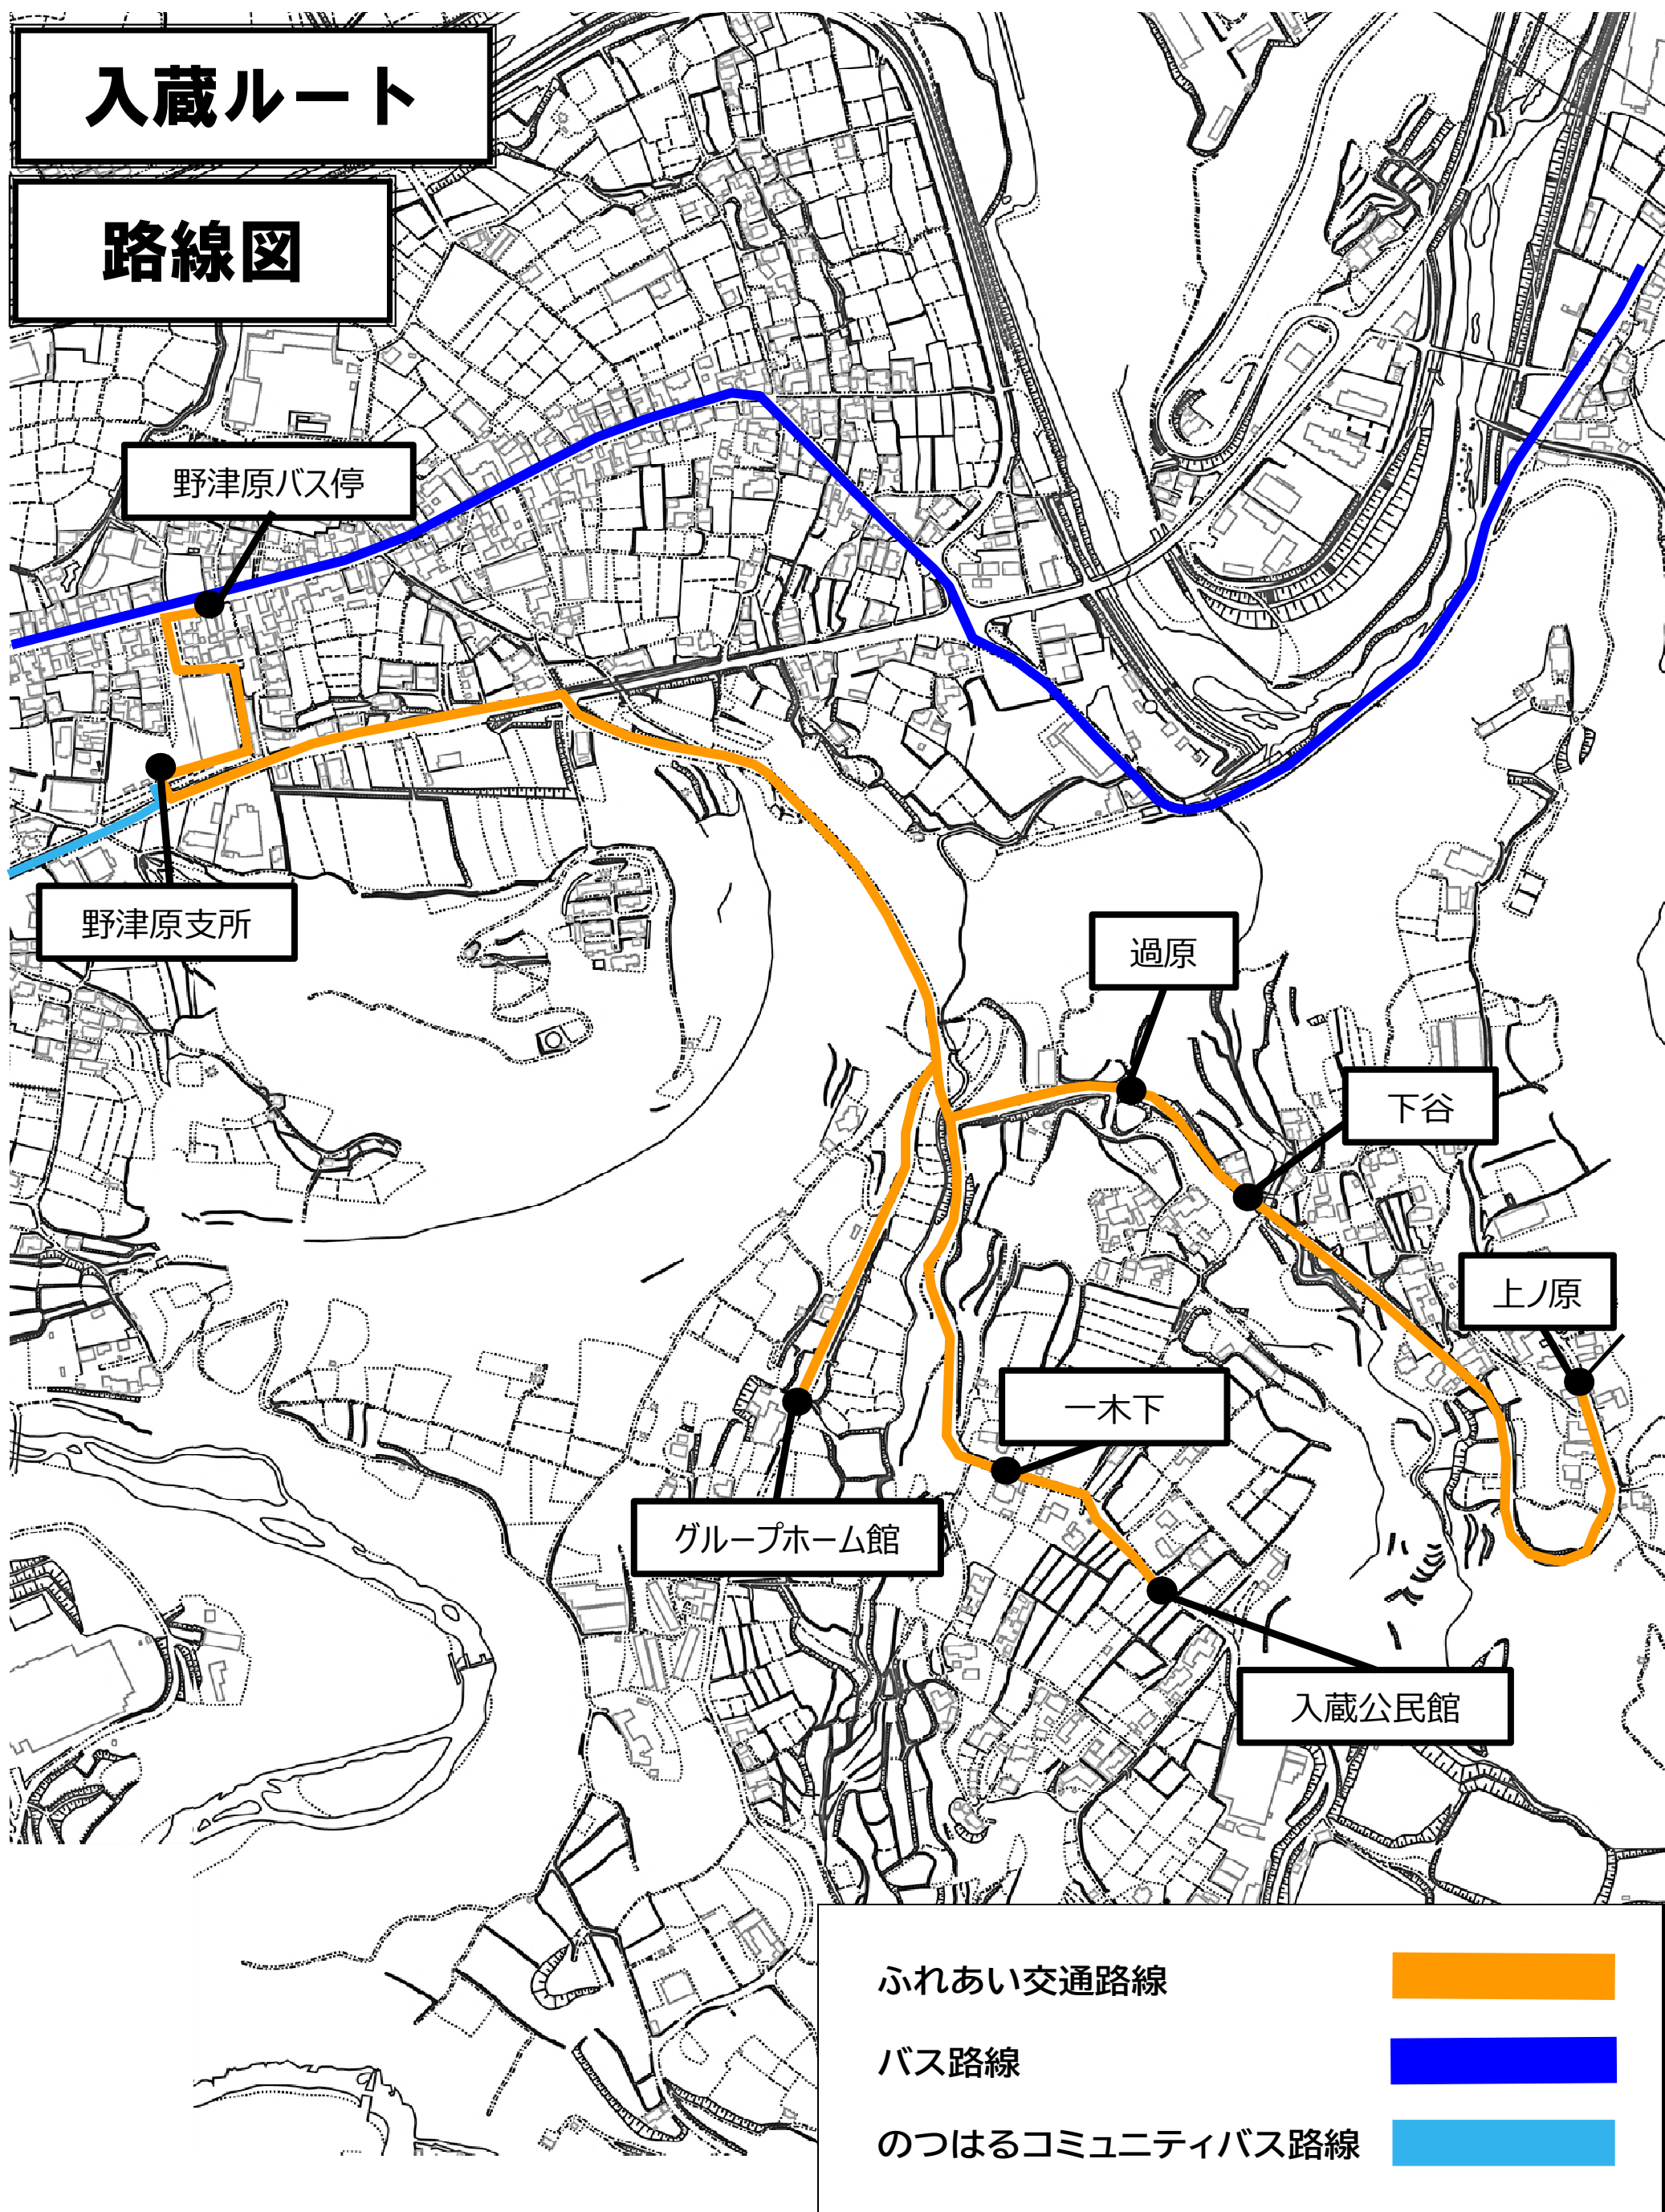 入蔵ルート
路線図
野津原バス停
野津原支所
過原
下谷
上ノ原
一木下
グループホーム館
入蔵公民館
ふれあい交通路線
バス路線
のつはるコミュニティバス路線